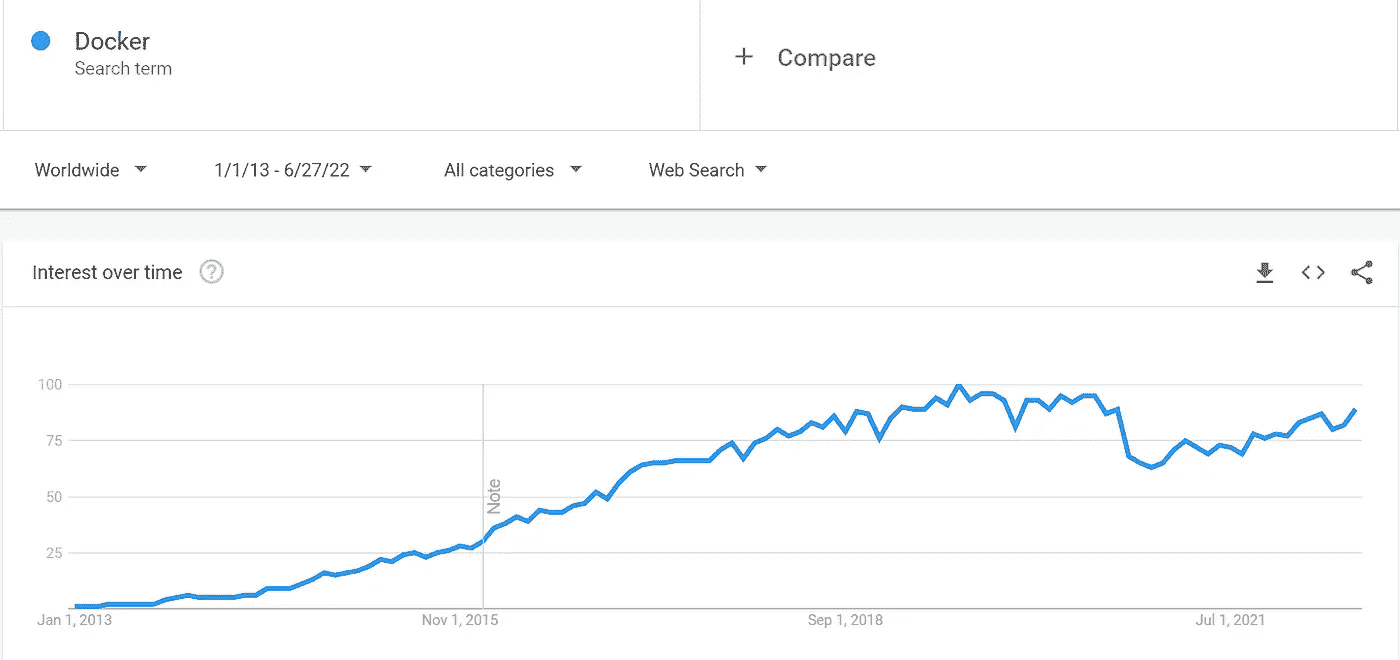 Docker
Search term
+ Compare
Worldwide
1/1/13 - 6/27/22
All categories
Web Search
Interest over time ?
100
75
50
25
Note
Jan 1, 2013
Nov 1, 2015
Sep 1, 2018
Jul 1, 2021